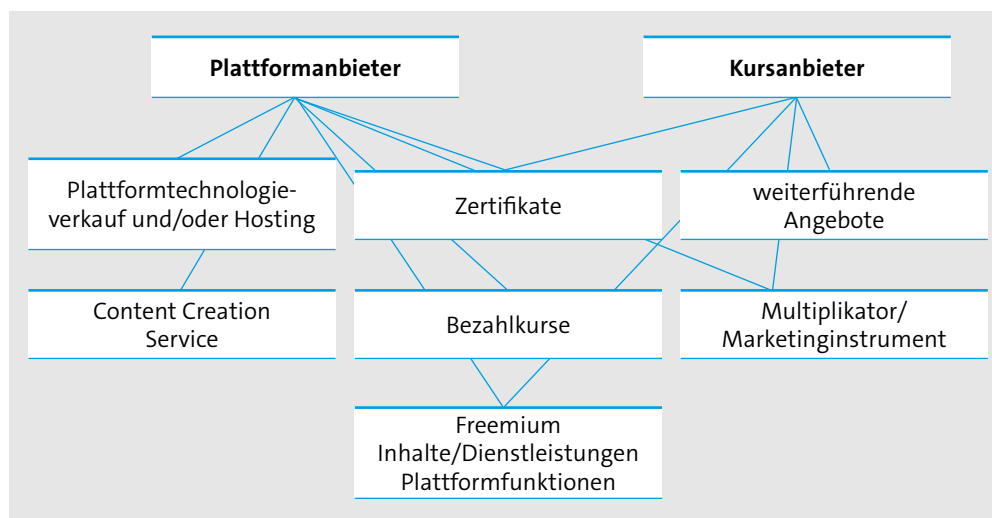 Plattformanbieter
Kursanbieter
Plattformtechnologie-
verkauf und/oder Hosting
Zertifikate
weiterführende
Angebote
Content Creation
Service
Bezahlkurse
Multiplikator/
Marketinginstrument
Freemium
Inhalte/Dienstleistungen
Plattformfunktionen